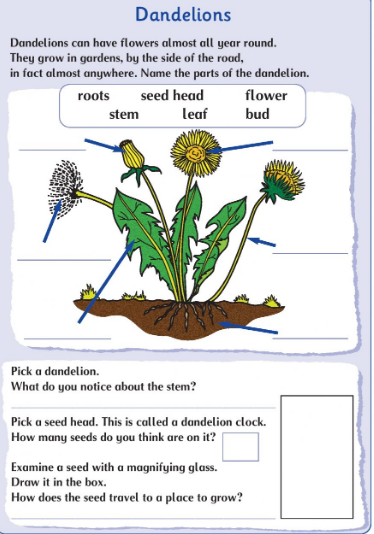 Dandelions
Dandelions can have flowers almost all year round.
They grow in gardens, by the side of the road,
in fact almost anywhere. Name the parts of the dandelion.
roots seed head flower
stem leaf bud
Pick a dandelion.
What do you notice about the stem?
Pick a seed head. This is called a dandelion clock.
How many seeds do you think are on it?
Examine a seed with a magnifying glass.
Draw it in the box.
How does the seed travel to a place to grow?